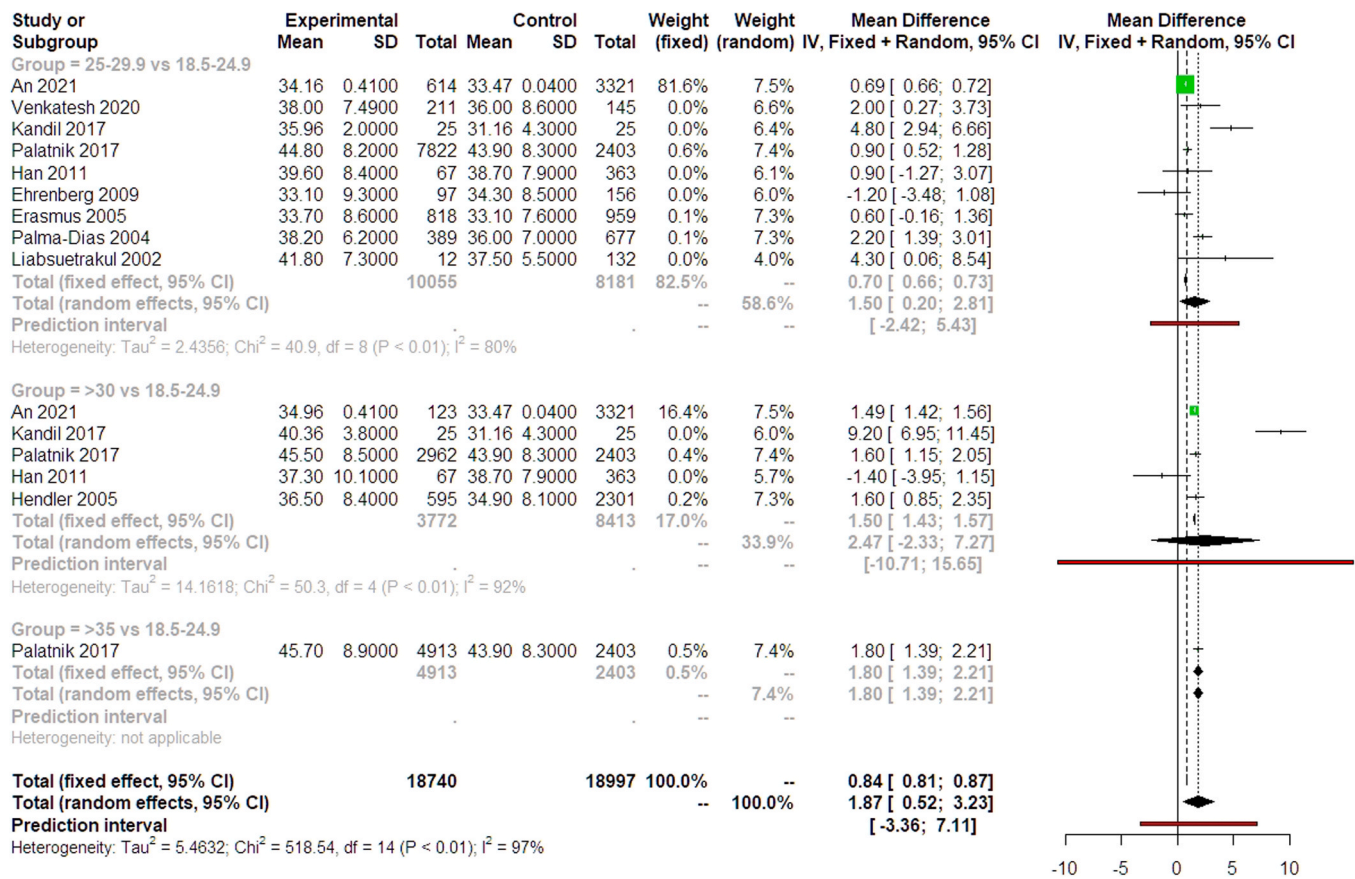 Study or Experimental Control Weight Weight Mean Difference Mean Difference
Subgroup Mean SD Total Mean SD Total (fixed) (random) IV, Fixed + Random, 95% CI IV, Fixed + Random, 95% CI
Group = 25-29.9 vs 18.5-24.9
An 2021 34.16 0.4100 614 33.47 0.0400 3321 81.6% 7.5% 0.69 [ 0.66; 0.72]
Venkatesh 2020 38.00 7.4900 211 36.00 8.6000 145 0.0% 6.6% 2.00 [ 0.27; 3.73]
Kandil 2017 35.96 2.0000 25 31.16 4.3000 25 0.0% 6.4% 4.80 [ 2.94; 6.66]
Palatnik 2017 44.80 8.2000 7822 43.90 8.3000 2403 0.6% 7.4% 0.90 [ 0.52; 1.28]
Han 2011 39.60 8.4000 67 38.70 7.9000 363 0.0% 6.1% 0.90 [ -1.27; 3.07]
Ehrenberg 2009 33.10 9.3000 97 34.30 8.5000 156 0.0% 6.0% -1.20 [ -3.48; 1.08]
Erasmus 2005 33.70 8.6000 818 33.10 7.6000 959 0.1% 7.3% 0.60 [ -0.16; 1.36]
Palma-Dias 2004 38.20 6.2000 389 36.00 7.0000 677 0.1% 7.3% 2.20 [ 1.39; 3.01]
Liabsuetrakul 2002 41.80 7.3000 12 37.50 5.5000 132 0.0% 4.0% 4.30 [ 0.06; 8.54]
Total (fixed effect, 95% CI) 10055 8181 82.5% -- 0.70 [ 0.66; 0.73]
Total (random effects, 95% CI) -- 58.6% 1.50 [ 0.20; 2.81]
Prediction interval . . -- -- [ -2.42; 5.43]
Heterogeneity: Tau² = 2.4356; Chi² = 40.9, df = 8 (P < 0.01); I² = 80%
Group = >30 vs 18.5-24.9
An 2021 34.96 0.4100 123 33.47 0.0400 3321 16.4% 7.5% 1.49 [ 1.42; 1.56]
Kandil 2017 40.36 3.8000 25 31.16 4.3000 25 0.0% 6.0% 9.20 [ 6.95; 11.45]
Palatnik 2017 45.50 8.5000 2962 43.90 8.3000 2403 0.4% 7.4% 1.60 [ 1.15; 2.05]
Han 2011 37.30 10.1000 67 38.70 7.9000 363 0.0% 5.7% -1.40 [ -3.95; 1.15]
Hendler 2005 36.50 8.4000 595 34.90 8.1000 2301 0.2% 7.3% 1.60 [ 0.85; 2.35]
Total (fixed effect, 95% CI) 3772 8413 17.0% -- 1.50 [ 1.43; 1.57]
Total (random effects, 95% CI) -- 33.9% 2.47 [ -2.33; 7.27]
Prediction interval . . -- -- [-10.71; 15.65]
Heterogeneity: Tau² = 14.1618; Chi² = 50.3, df = 4 (P < 0.01); I² = 92%
Group = >35 vs 18.5-24.9
Palatnik 2017 45.70 8.9000 4913 43.90 8.3000 2403 0.5% 7.4% 1.80 [ 1.39; 2.21]
Total (fixed effect, 95% CI) 4913 2403 0.5% -- 1.80 [ 1.39; 2.21]
Total (random effects, 95% CI) -- 7.4% 1.80 [ 1.39; 2.21]
Prediction interval . . -- --
Heterogeneity: not applicable
Total (fixed effect, 95% CI) 18740 18997 100.0% -- 0.84 [ 0.81; 0.87]
Total (random effects, 95% CI) -- 100.0% 1.87 [ 0.52; 3.23]
Prediction interval [ -3.36; 7.11]
Heterogeneity: Tau² = 5.4632; Chi² = 518.54, df = 14 (P < 0.01); I² = 97%
-10 -5 0 5 10